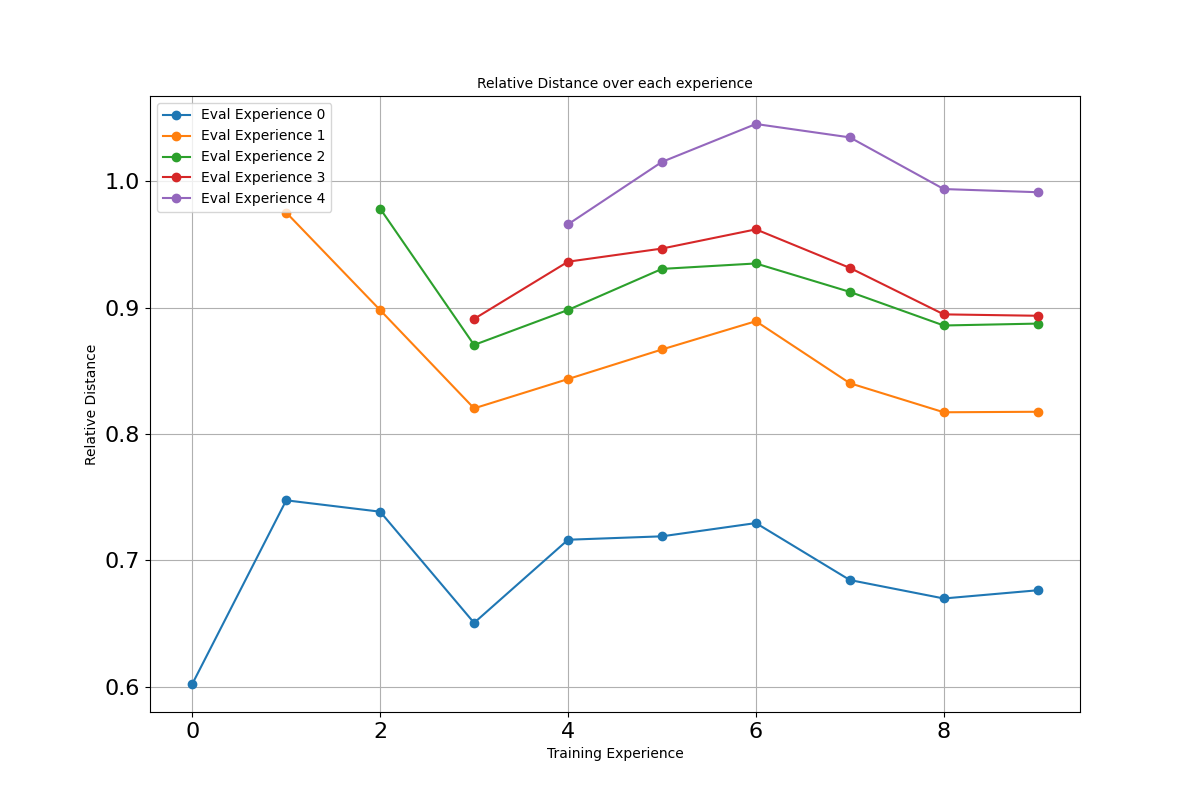 Relative Distance over each experience
Eval Experience 0
Eval Experience 1
Eval Experience 2
Eval Experience 3
Eval Experience 4
1.0
0.9
0.8
0.7
0.6
Relative Distance
0 2 4 6 8
Training Experience